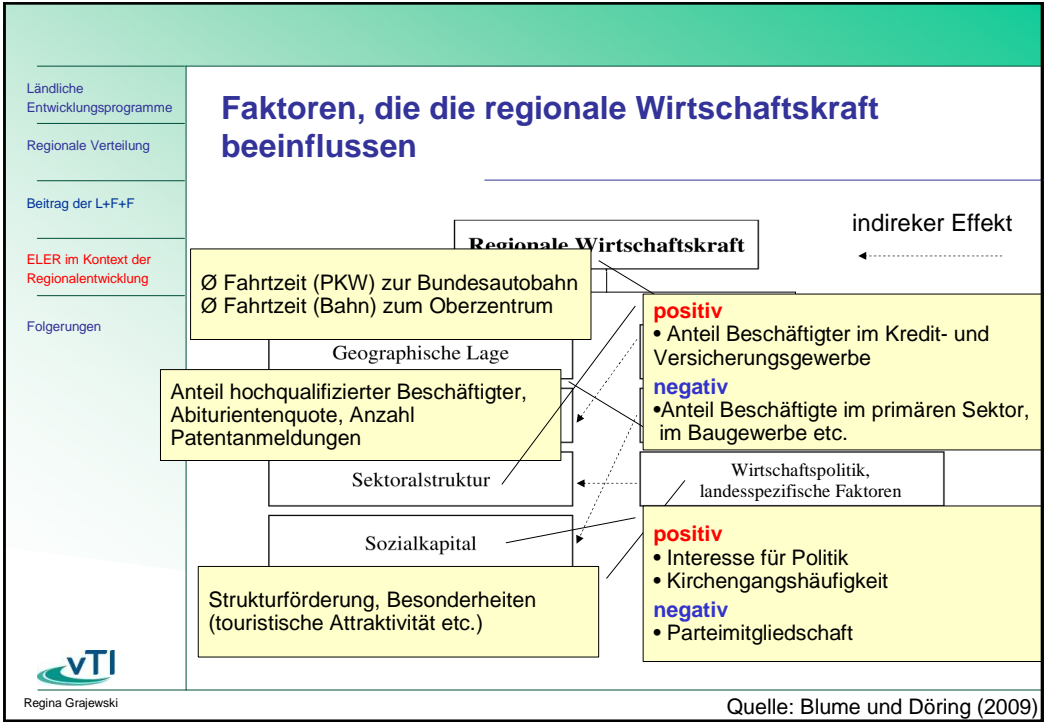 Ländliche
Entwicklungsprogramme
Regionale Verteilung
Beitrag der L+F+F
ELER im Kontext der
Regionalentwicklung
Folgerungen
vTI
Regina Grajewski
Faktoren, die die regionale Wirtschaftskraft
beeinflussen
indireker Effekt
Regionale Wirtschaftskraft
Ø Fahrtzeit (PKW) zur Bundesautobahn
Ø Fahrtzeit (Bahn) zum Oberzentrum
positiv
• Anteil Beschäftigter im Kredit- und
Versicherungsgewerbe
negativ
•Anteil Beschäftigte im primären Sektor,
im Baugewerbe etc.
Geographische Lage
Anteil hochqualifizierter Beschäftigter,
Abiturientenquote, Anzahl
Patentanmeldungen
Sektoralstruktur
Wirtschaftspolitik,
landesspezifische Faktoren
Sozialkapital
positiv
• Interesse für Politik
• Kirchengangshäufigkeit
negativ
• Parteimitgliedschaft
Strukturförderung, Besonderheiten
(touristische Attraktivität etc.)
Quelle: Blume und Döring (2009)